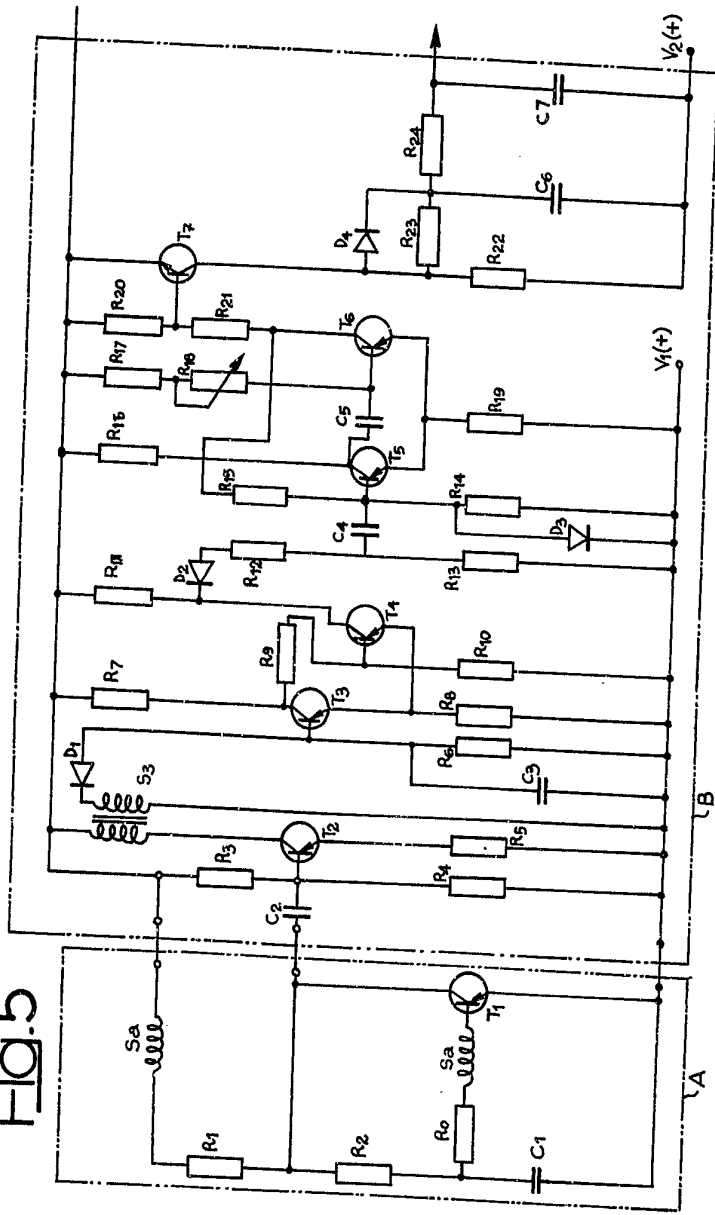 Fig.5
A
B
Sa
R1
R2
R0
Sa
C1
T1
C2
R3
R4
T2
R5
S3
D1
C3
R6
R7
T3
R8
R9
T4
R10
R11
D2
R12
R13
C4
D3
R14
R15
T5
C5
R18
R17
R16
T6
R19
R20
R21
T7
D4
R23
R22
R24
C6
C7
V1(+)
V2(+)